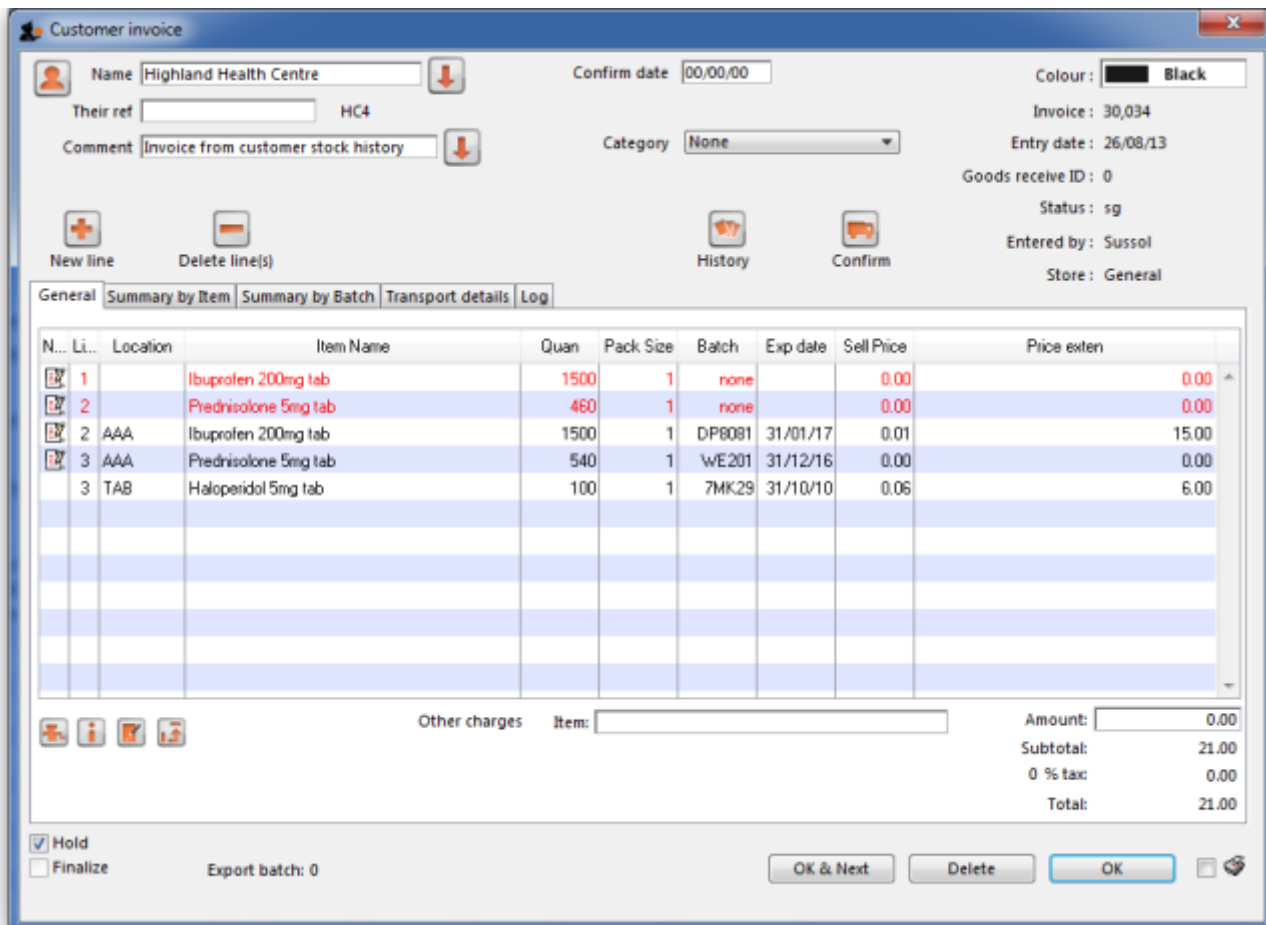 Customer invoice
Name Highland Health Centre Confirm date 00/00/00 Colour: Black
Their ref HC4 Invoice: 30,034
Comment Invoice from customer stock history Category None Entry date: 26/08/13
Goods receive ID: 0
Status: sg
New line Delete line(s) History Confirm Entered by: Sussol
Store: General
General Summary by Item Summary by Batch Transport details Log
N... Li... Location Item Name Quan Pack Size Batch Exp date Sell Price Price exten
1 Ibuprofen 200mg tab 1500 1 none 0.00 0.00
2 Prednisolone 5mg tab 460 1 none 0.00 0.00
2 AAA Ibuprofen 200mg tab 1500 1 DP8081 31/01/17 0.01 15.00
3 AAA Prednisolone 5mg tab 540 1 WE201 31/12/16 0.00 0.00
3 TAB Haloperidol 5mg tab 100 1 7MK29 31/10/10 0.06 6.00
Other charges Item: Amount: 0.00
Subtotal: 21.00
0 % tax: 0.00
Total: 21.00
Hold
Finalize Export batch: 0 OK & Next Delete OK